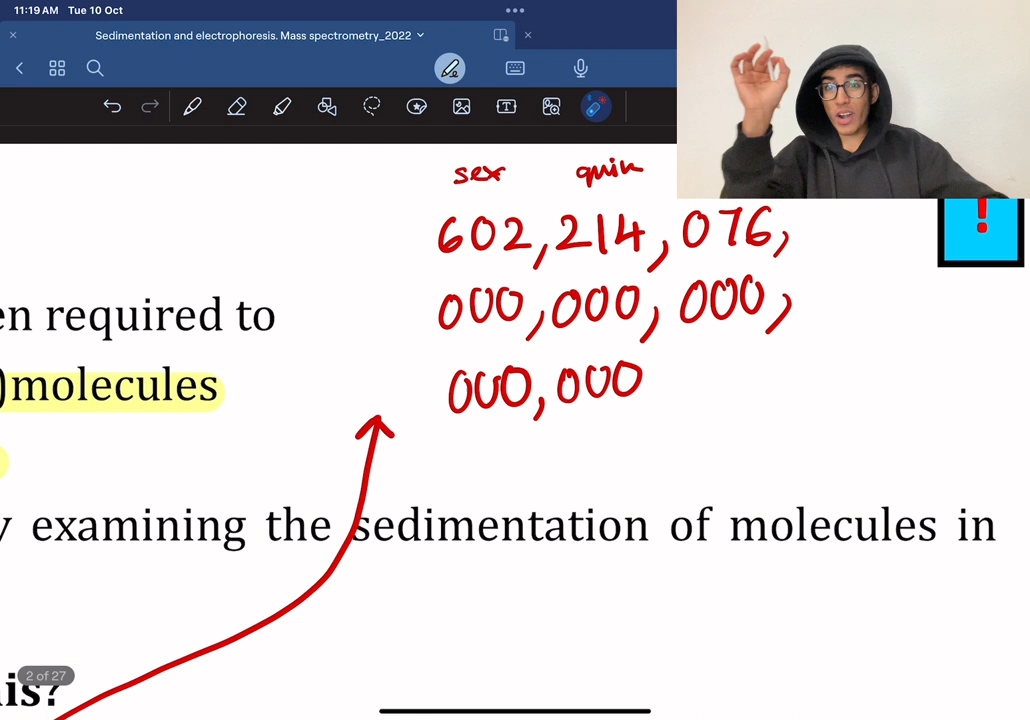 11:19 AM Tue 10 Oct
Sedimentation and electrophoresis. Mass spectrometry_2022
sex quin
602,214,076,
000,000,000,
000,000
!
en required to
)molecules
y examining the sedimentation of molecules in
2 of 27
his?